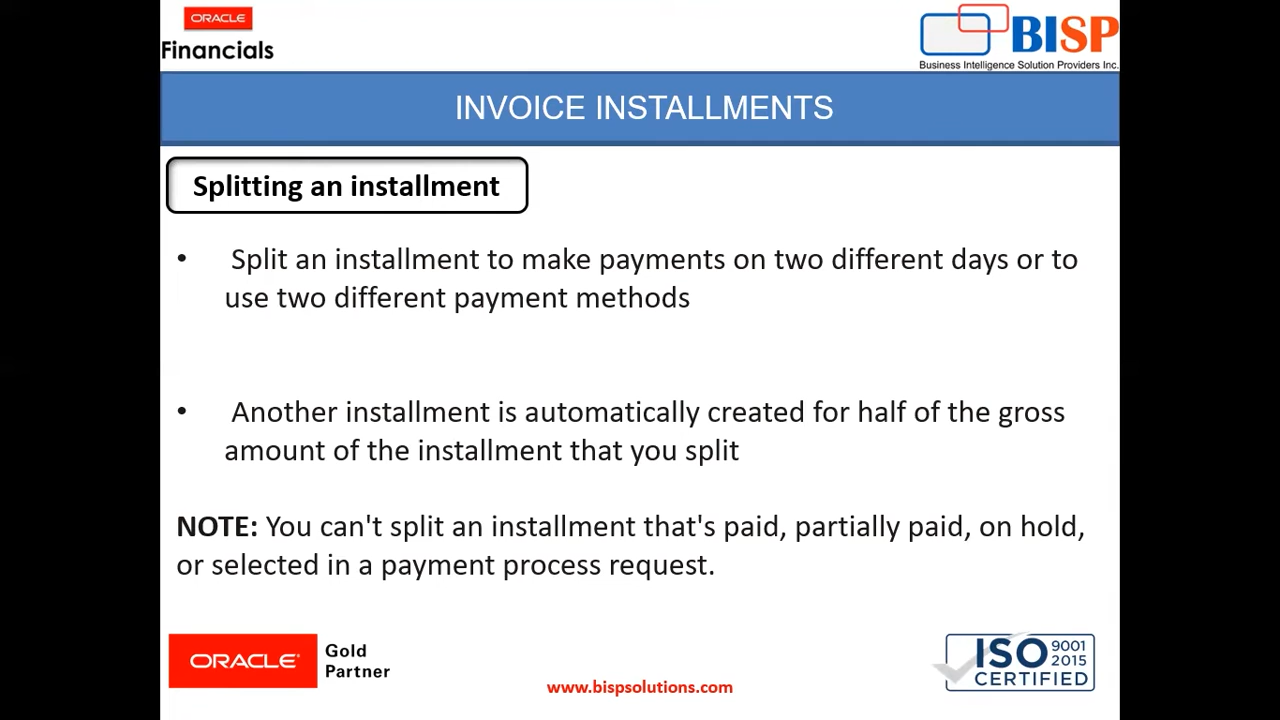 ORACLE
Financials
BISP
Business Intelligence Solution Providers Inc.
INVOICE INSTALLMENTS
Splitting an installment
• Split an installment to make payments on two different days or to
use two different payment methods
• Another installment is automatically created for half of the gross
amount of the installment that you split
NOTE: You can't split an installment that's paid, partially paid, on hold,
or selected in a payment process request.
ORACLE®
Gold
Partner
www.bispsolutions.com
ISO 9001
2015
CERTIFIED